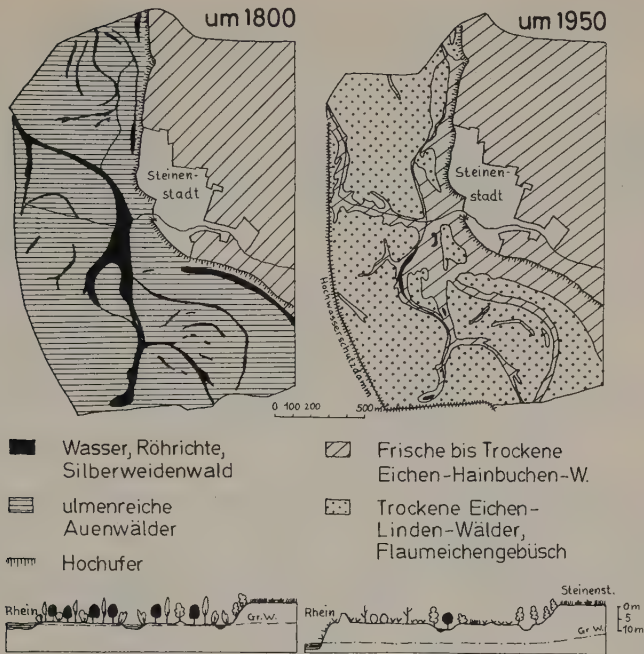 um 1800
um 1950
Steinen-
stadt
Steinen-
stadt
Hochwasserschutzdamm
0 100 200 500m
Wasser, Röhrichte,
Silberweidenwald
ulmenreiche
Auenwälder
Hochufer
Frische bis Trockene
Eichen-Hainbuchen-W.
Trockene Eichen-
Linden-Wälder,
Flaumeichengebüsch
Rhein
Gr.W.
Rhein
Steinenst.
Gr.W.
0m
5
10m